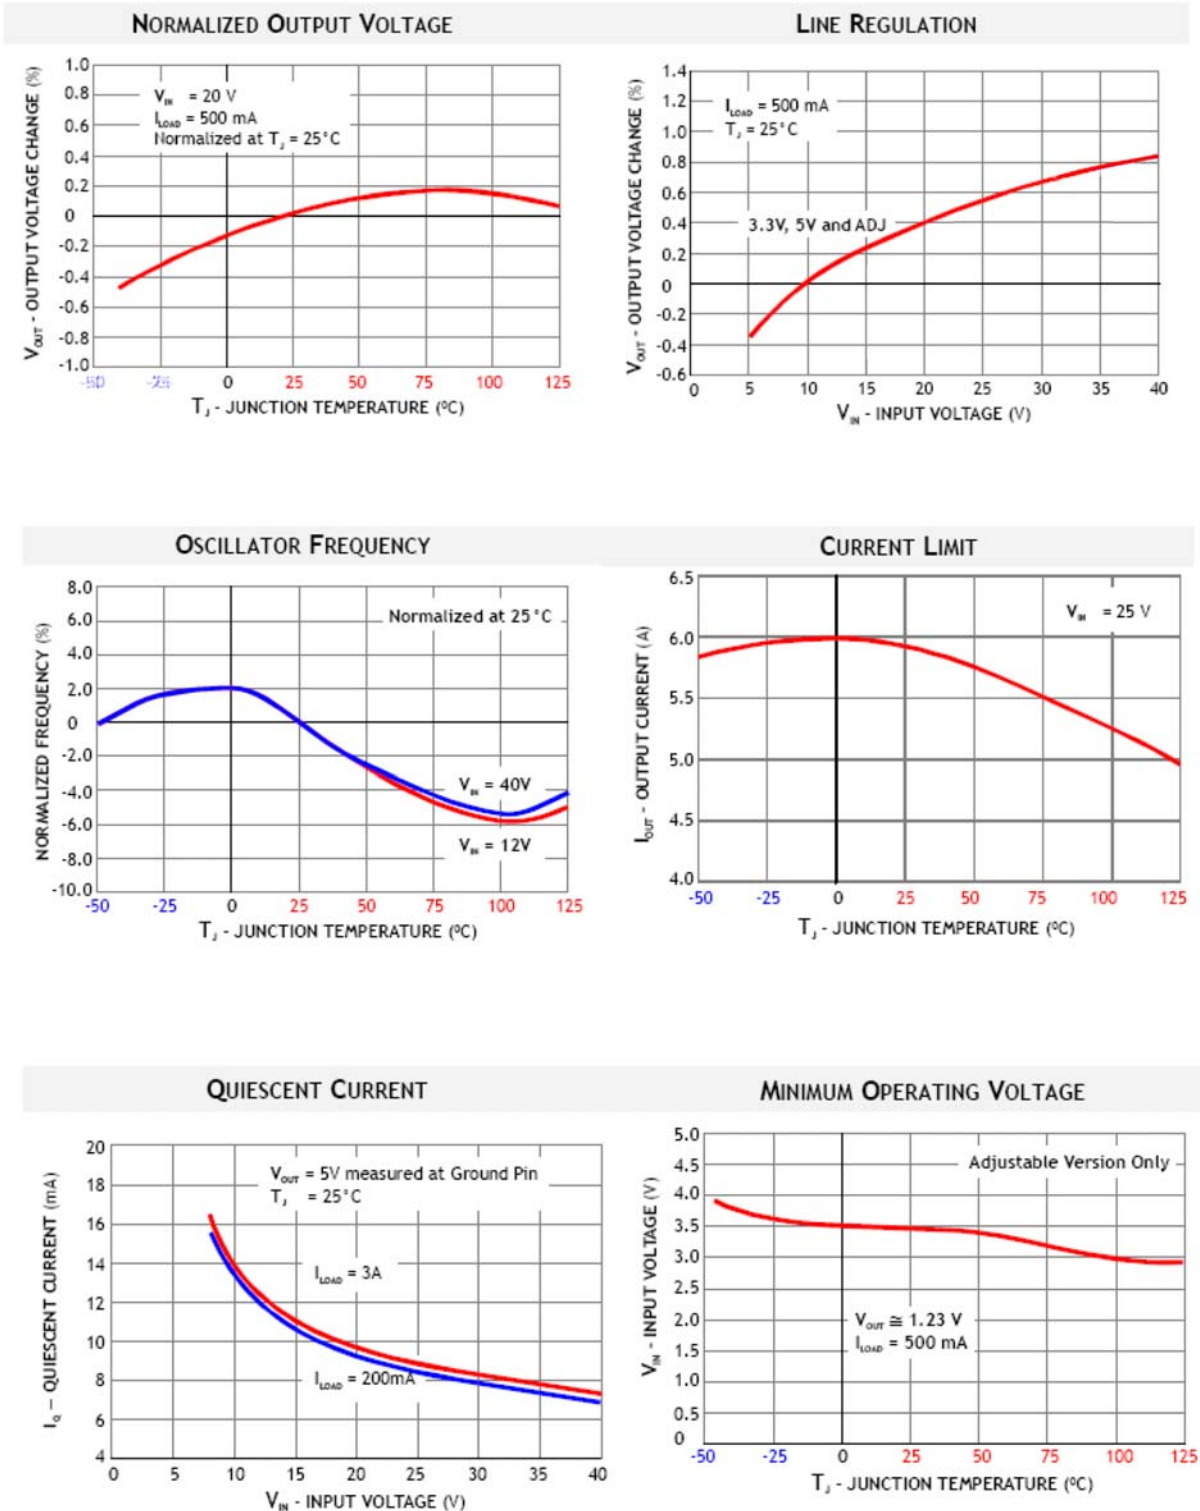 NORMALIZED OUTPUT VOLTAGE
VOUT - OUTPUT VOLTAGE CHANGE (%)
1.0
0.8
0.6
0.4
0.2
0
-0.2
-0.4
-0.6
-0.8
-1.0
VIN = 20 V
ILOAD = 500 mA
Normalized at TJ = 25°C
-50 -25 0 25 50 75 100 125
TJ - JUNCTION TEMPERATURE (ºC)
LINE REGULATION
VOUT - OUTPUT VOLTAGE CHANGE (%)
1.4
1.2
1.0
0.8
0.6
0.4
0.2
0
-0.2
-0.4
-0.6
ILOAD = 500 mA
TJ = 25°C
3.3V, 5V and ADJ
0 5 10 15 20 25 30 35 40
VIN - INPUT VOLTAGE (V)
OSCILLATOR FREQUENCY
NORMALIZED FREQUENCY (%)
8.0
6.0
4.0
2.0
0
-2.0
-4.0
-6.0
-8.0
-10.0
Normalized at 25°C
VIN = 40V
VIN = 12V
-50 -25 0 25 50 75 100 125
TJ - JUNCTION TEMPERATURE (ºC)
CURRENT LIMIT
IOUT - OUTPUT CURRENT (A)
6.5
6.0
5.5
5.0
4.5
4.0
VIN = 25 V
-50 -25 0 25 50 75 100 125
TJ - JUNCTION TEMPERATURE (ºC)
QUIESCENT CURRENT
IQ – QUIESCENT CURRENT (mA)
20
18
16
14
12
10
8
6
4
VOUT = 5V measured at Ground Pin
TJ = 25°C
ILOAD = 3A
ILOAD = 200mA
0 5 10 15 20 25 30 35 40
VIN - INPUT VOLTAGE (V)
MINIMUM OPERATING VOLTAGE
VIN - INPUT VOLTAGE (V)
5.0
4.5
4.0
3.5
3.0
2.5
2.0
1.5
1.0
0.5
0
Adjustable Version Only
VOUT ≅ 1.23 V
ILOAD = 500 mA
-50 -25 0 25 50 75 100 125
TJ - JUNCTION TEMPERATURE (ºC)